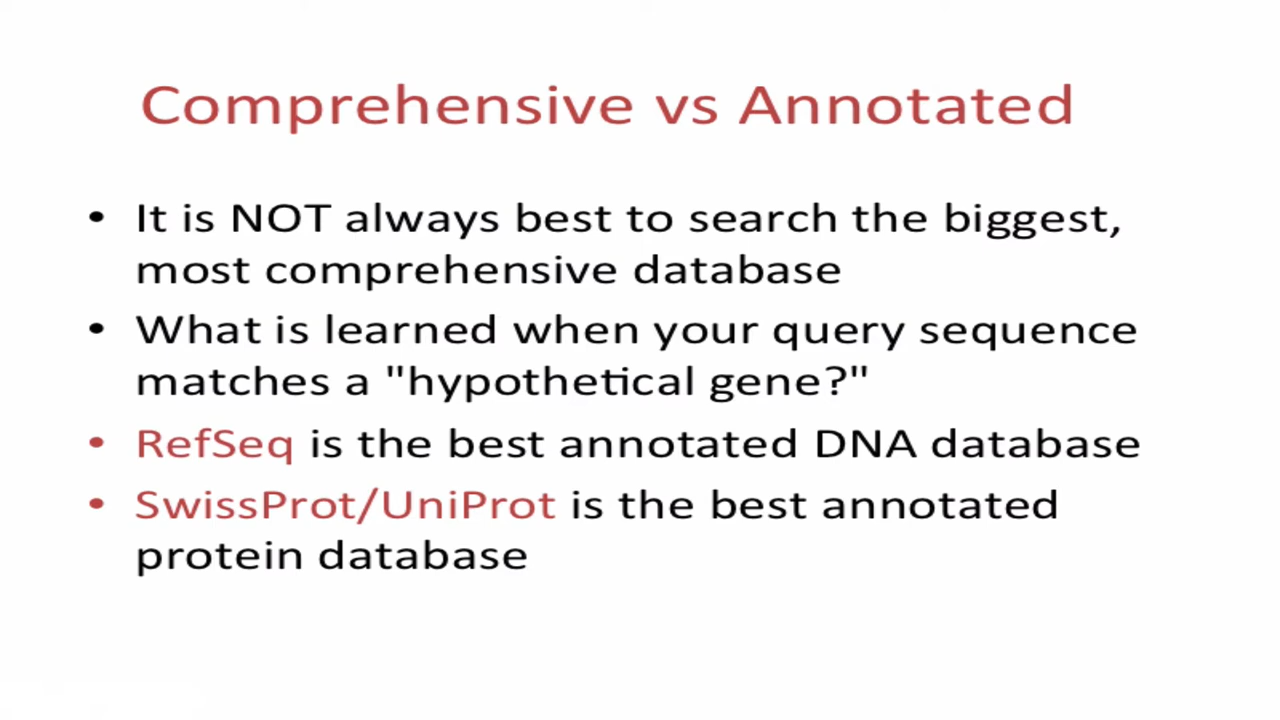 Comprehensive vs Annotated
• It is NOT always best to search the biggest,
most comprehensive database
• What is learned when your query sequence
matches a "hypothetical gene?"
• RefSeq is the best annotated DNA database
• SwissProt/UniProt is the best annotated
protein database